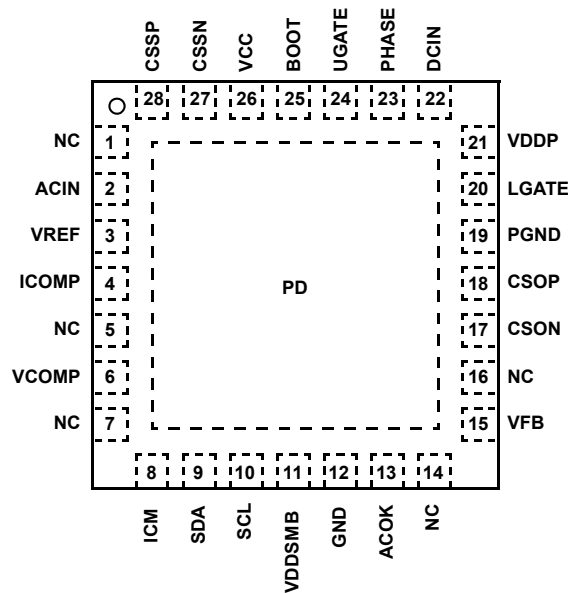 CSSP
CSSN
VCC
BOOT
UGATE
PHASE
DCIN
28
27
26
25
24
23
22
NC 1
ACIN 2
VREF 3
ICOMP 4
NC 5
VCOMP 6
NC 7
PD
21 VDDP
20 LGATE
19 PGND
18 CSOP
17 CSON
16 NC
15 VFB
8
9
10
11
12
13
14
ICM
SDA
SCL
VDDSMB
GND
ACOK
NC